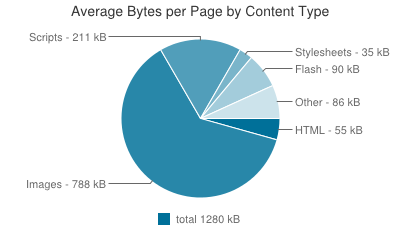 Average Bytes per Page by Content Type
Scripts - 211 kB
Stylesheets - 35 kB
Flash - 90 kB
Other - 86 kB
HTML - 55 kB
Images - 788 kB
total 1280 kB